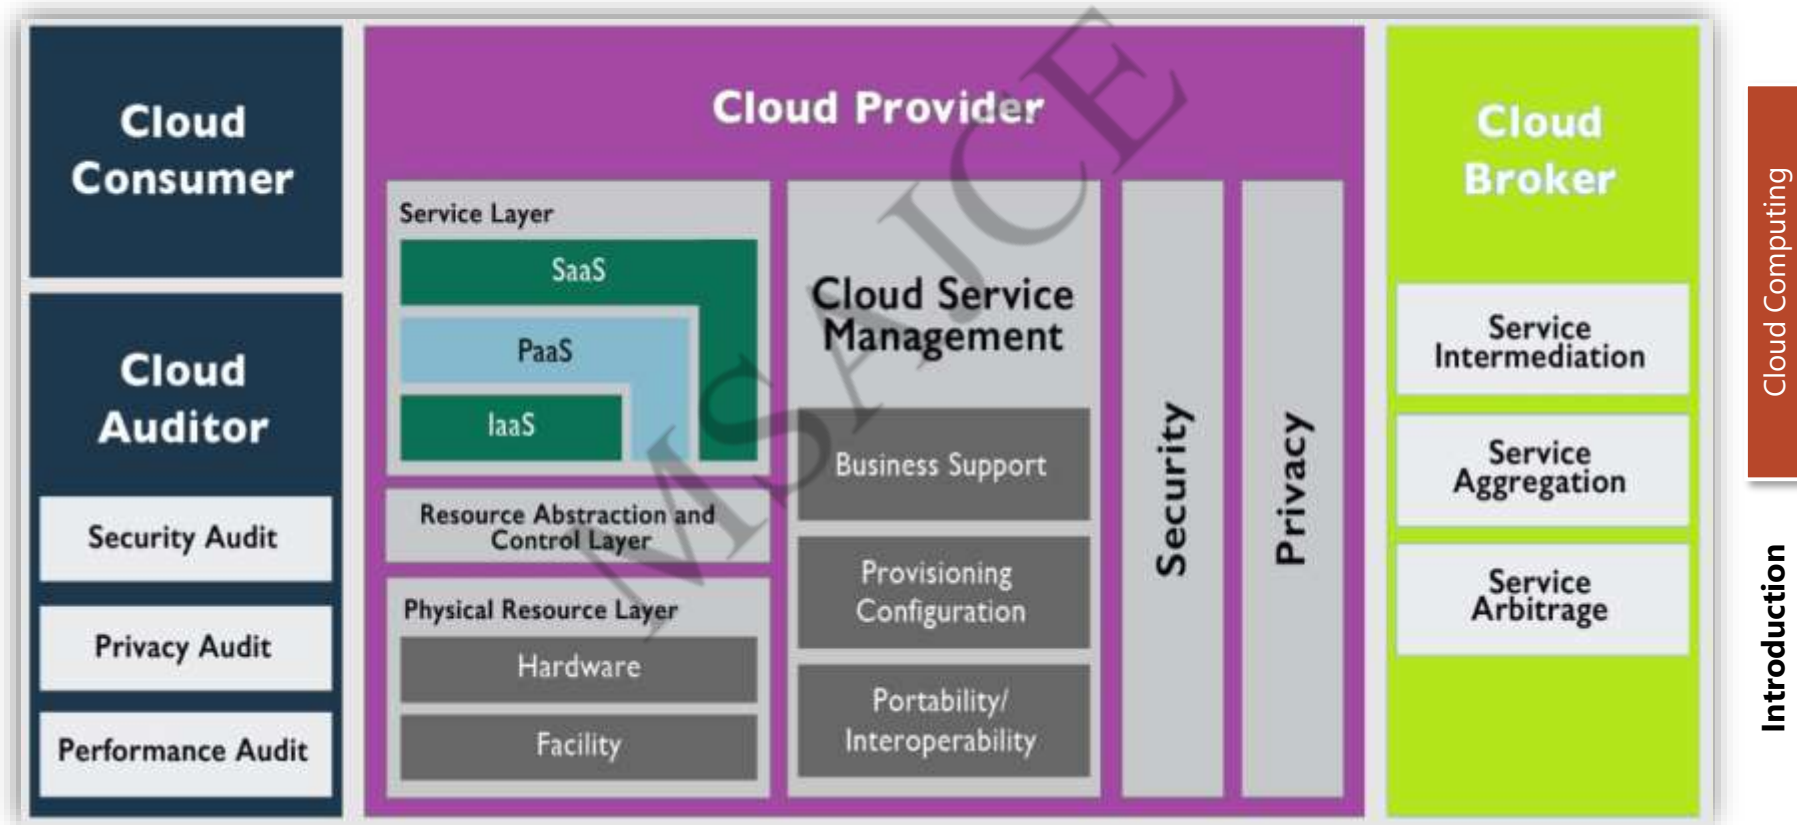 Cloud
Consumer
Cloud
Auditor
Security Audit
Privacy Audit
Performance Audit
Cloud Provider
Service Layer
SaaS
PaaS
IaaS
Resource Abstraction and
Control Layer
Physical Resource Layer
Hardware
Facility
Cloud Service
Management
Business Support
Provisioning
Configuration
Portability/
Interoperability
Security
Privacy
Cloud
Broker
Service
Intermediation
Service
Aggregation
Service
Arbitrage
MSAJCE
Cloud Computing
Introduction